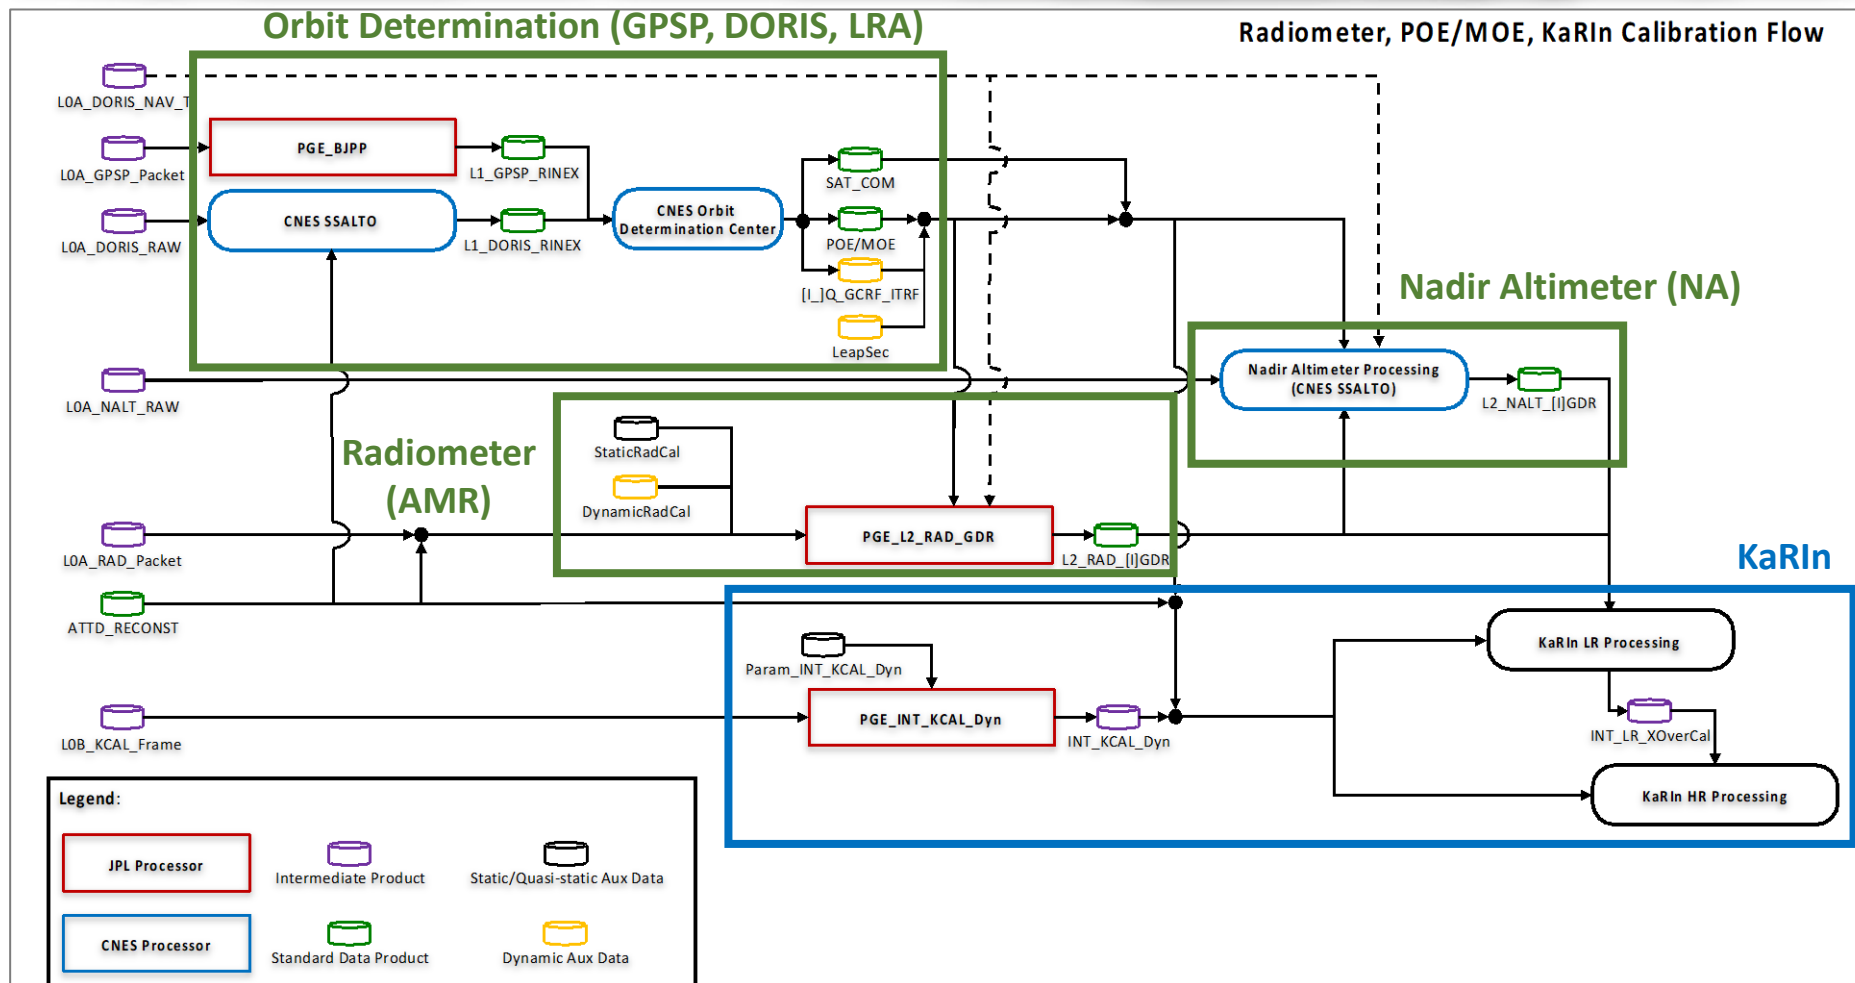 Orbit Determination (GPSP, DORIS, LRA)
Radiometer, POE/MOE, KaRIn Calibration Flow
L0A_DORIS_NAV_T
L0A_GPSP_Packet
PGE_BJPP
L1_GPSP_RINEX
L0A_DORIS_RAW
CNES SSALTO
L1_DORIS_RINEX
CNES Orbit
Determination Center
SAT_COM
POE/MOE
[I_]Q_GCRF_ITRF
LeapSec
Nadir Altimeter (NA)
L0A_NALT_RAW
Nadir Altimeter Processing
(CNES SSALTO)
L2_NALT_[I]GDR
Radiometer
(AMR)
StaticRadCal
DynamicRadCal
L0A_RAD_Packet
PGE_L2_RAD_GDR
L2_RAD_[I]GDR
ATTD_RECONST
KaRIn
Param_INT_KCAL_Dyn
L0B_KCAL_Frame
PGE_INT_KCAL_Dyn
INT_KCAL_Dyn
KaRIn LR Processing
INT_LR_XOverCal
KaRIn HR Processing
Legend:
JPL Processor
Intermediate Product
Static/Quasi-static Aux Data
CNES Processor
Standard Data Product
Dynamic Aux Data